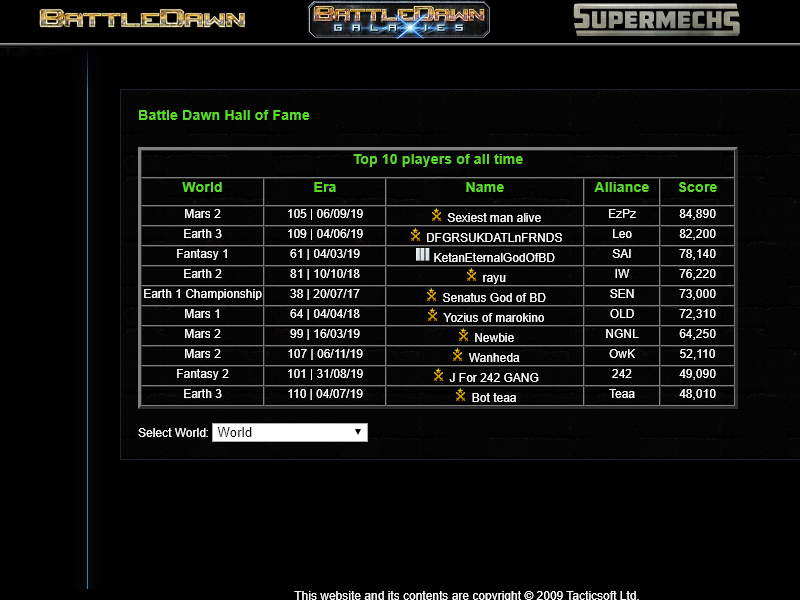 BATTLEDAWN BATTLEDAWN GALAXIES SUPERMECHS
Battle Dawn Hall of Fame
Top 10 players of all time
World Era Name Alliance Score
Mars 2 105 | 06/09/19 Sexiest man alive EzPz 84,890
Earth 3 109 | 04/06/19 DFGRSUKDATLnFRNDS Leo 82,200
Fantasy 1 61 | 04/03/19 KetanEternalGodOfBD SAI 78,140
Earth 2 81 | 10/10/18 rayu IW 76,220
Earth 1 Championship 38 | 20/07/17 Senatus God of BD SEN 73,000
Mars 1 64 | 04/04/18 Yozius of marokino OLD 72,310
Mars 2 99 | 16/03/19 Newbie NGNL 64,250
Mars 2 107 | 06/11/19 Wanheda OwK 52,110
Fantasy 2 101 | 31/08/19 J For 242 GANG 242 49,090
Earth 3 110 | 04/07/19 Bot teaa Teaa 48,010
Select World: World
This website and its contents are copyright © 2009 Tacticsoft Ltd.